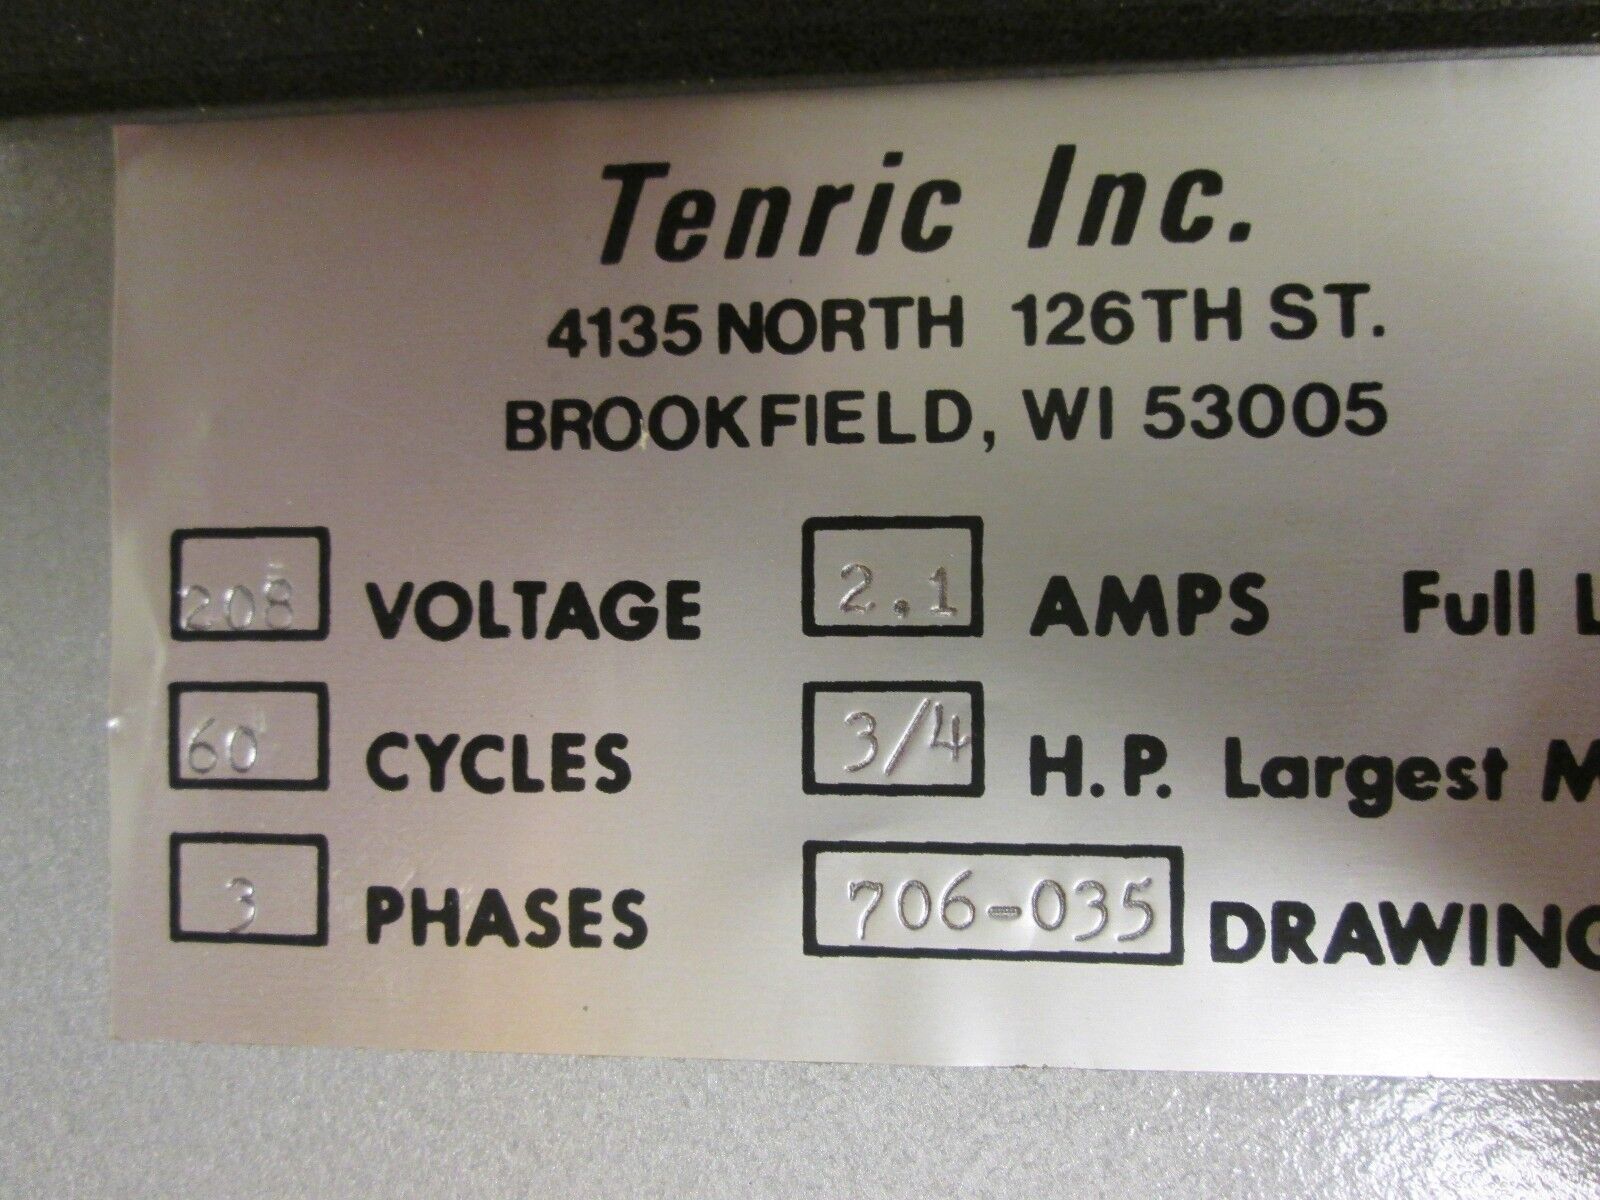 Tenric Inc.
4135 NORTH 126TH ST.
BROOKFIELD, WI 53005
208 VOLTAGE 2.1 AMPS Full L
60 CYCLES 3/4 H.P. Largest M
3 PHASES 706-035 DRAWING